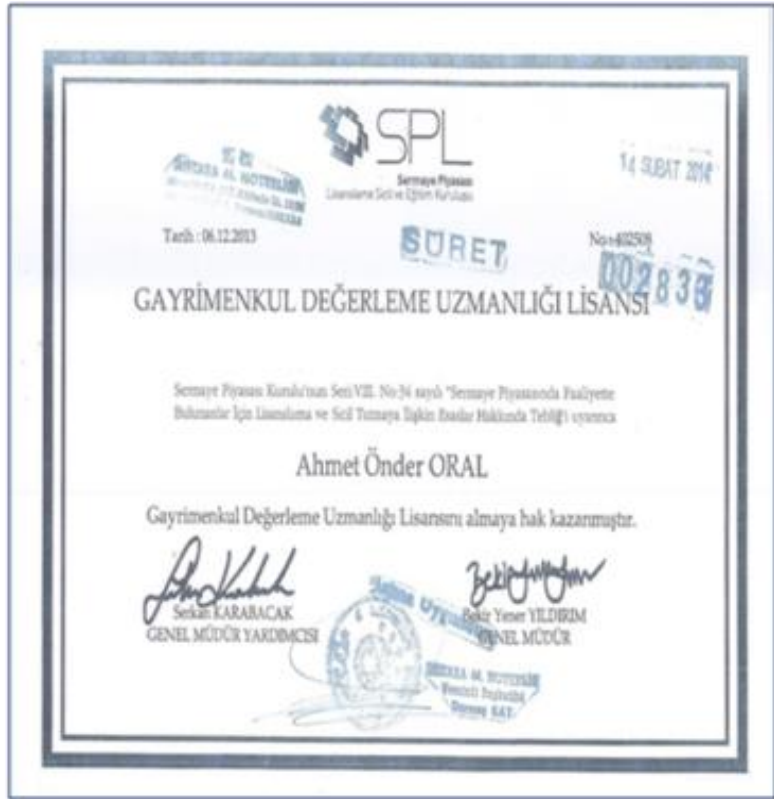 SPL
Sermaye Piyasası
Lisanslama Sicil ve Eğitim Kuruluşu
14 ŞUBAT 2014
Tarih : 06.12.2013
SURET
No : 402508
002836
GAYRİMENKUL DEĞERLEME UZMANLIĞI LİSANSI
Sermaye Piyasası Kurulu'nun Seri:VIII, No:34 sayılı "Sermaye Piyasasında Faaliyette
Bulunanlar İçin Lisanslama ve Sicil Tutmaya İlişkin Esaslar Hakkında Tebliğ"i uyarınca
Ahmet Önder ORAL
Gayrimenkul Değerleme Uzmanlığı Lisansını almaya hak kazanmıştır.
Serkan KARABACAK
GENEL MÜDÜR YARDIMCISI
Bekir Yener YILDIRIM
GENEL MÜDÜR